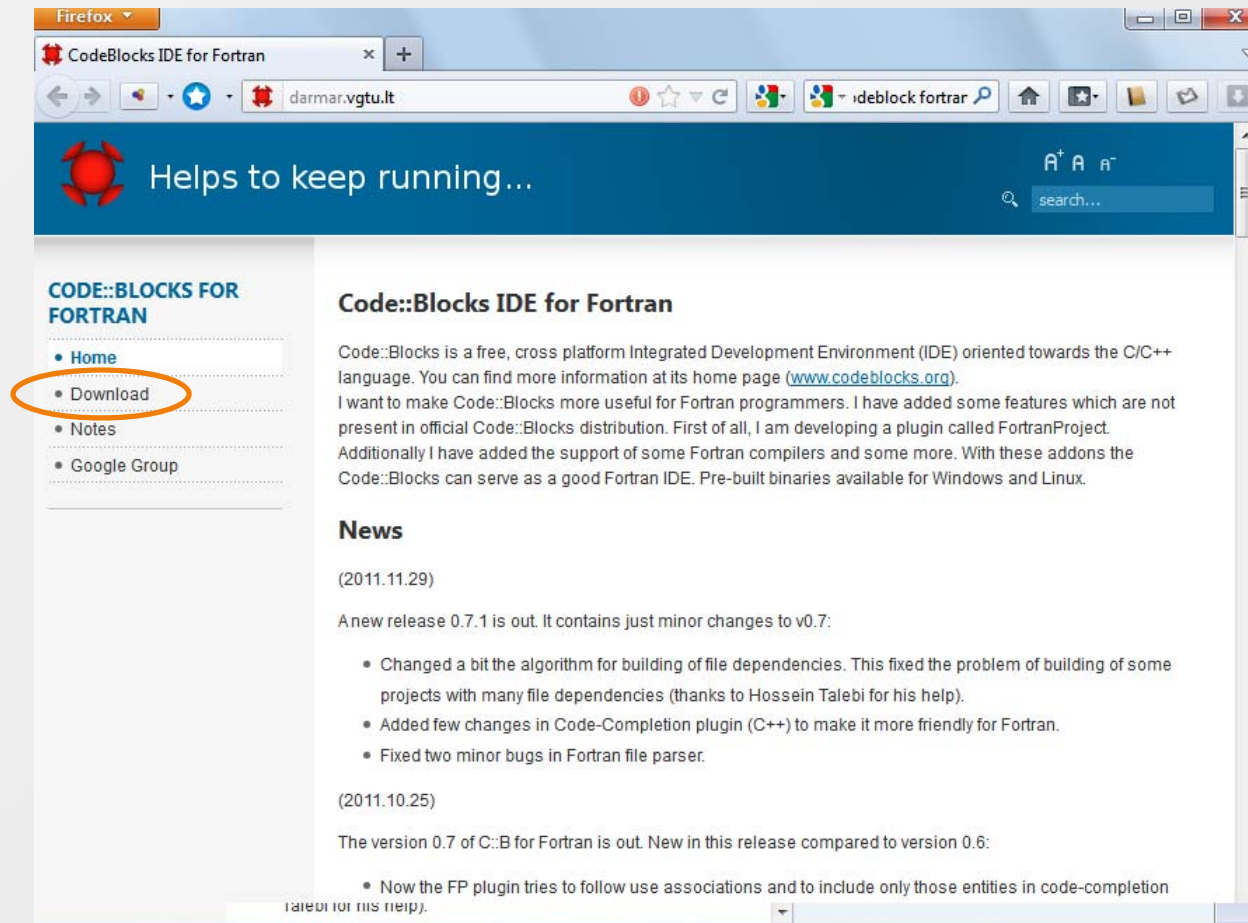 Firefox
CodeBlocks IDE for Fortran
darmar.vgtu.lt
ideblock fortrar
Helps to keep running...
A+ A A-
search...
CODE::BLOCKS FOR
FORTRAN
Home
Download
Notes
Google Group
Code::Blocks IDE for Fortran
Code::Blocks is a free, cross platform Integrated Development Environment (IDE) oriented towards the C/C++
language. You can find more information at its home page (www.codeblocks.org).
I want to make Code::Blocks more useful for Fortran programmers. I have added some features which are not
present in official Code::Blocks distribution. First of all, I am developing a plugin called FortranProject.
Additionally I have added the support of some Fortran compilers and some more. With these addons the
Code::Blocks can serve as a good Fortran IDE. Pre-built binaries available for Windows and Linux.
News
(2011.11.29)
A new release 0.7.1 is out. It contains just minor changes to v0.7:
Changed a bit the algorithm for building of file dependencies. This fixed the problem of building of some
projects with many file dependencies (thanks to Hossein Talebi for his help).
Added few changes in Code-Completion plugin (C++) to make it more friendly for Fortran.
Fixed two minor bugs in Fortran file parser.
(2011.10.25)
The version 0.7 of C::B for Fortran is out. New in this release compared to version 0.6:
Now the FP plugin tries to follow use associations and to include only those entities in code-completion
Talebi for his help).